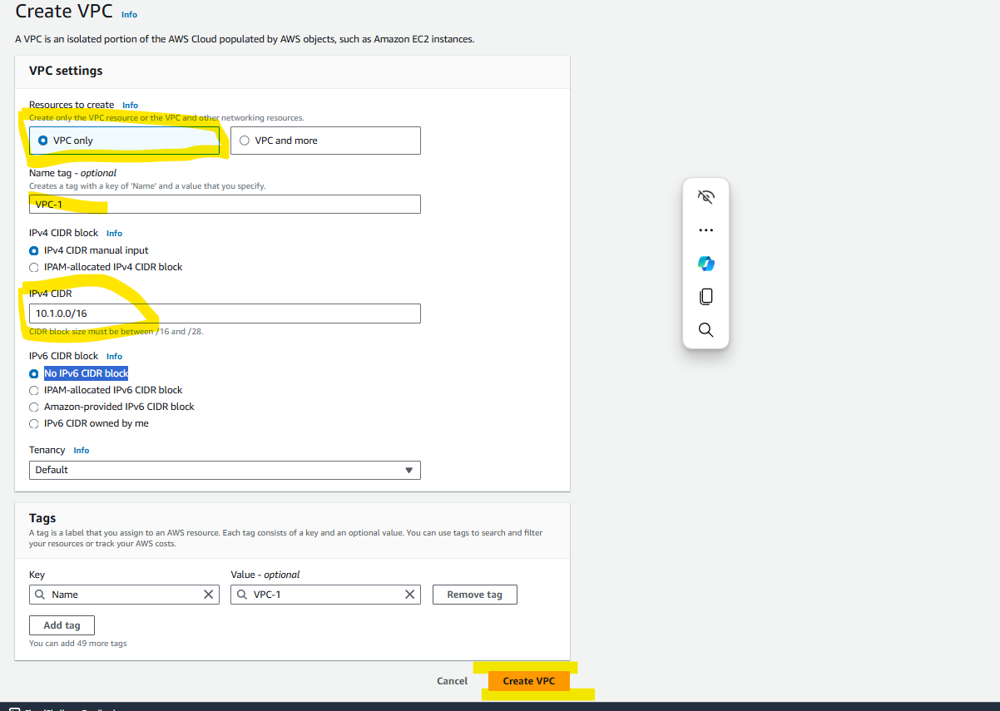 Create VPC Info
A VPC is an isolated portion of the AWS Cloud populated by AWS objects, such as Amazon EC2 instances.
VPC settings
Resources to create Info
Create only the VPC resource or the VPC and other networking resources.
VPC only VPC and more
Name tag - optional
Creates a tag with a key of 'Name' and a value that you specify.
VPC-1
IPv4 CIDR block Info
IPv4 CIDR manual input
IPAM-allocated IPv4 CIDR block
IPv4 CIDR
10.1.0.0/16
CIDR block size must be between /16 and /28.
IPv6 CIDR block Info
No IPv6 CIDR block
IPAM-allocated IPv6 CIDR block
Amazon-provided IPv6 CIDR block
IPv6 CIDR owned by me
Tenancy Info
Default
Tags
A tag is a label that you assign to an AWS resource. Each tag consists of a key and an optional value. You can use tags to search and filter
your resources or track your AWS costs.
Key Value - optional
Name VPC-1 Remove tag
Add tag
You can add 49 more tags
Cancel Create VPC